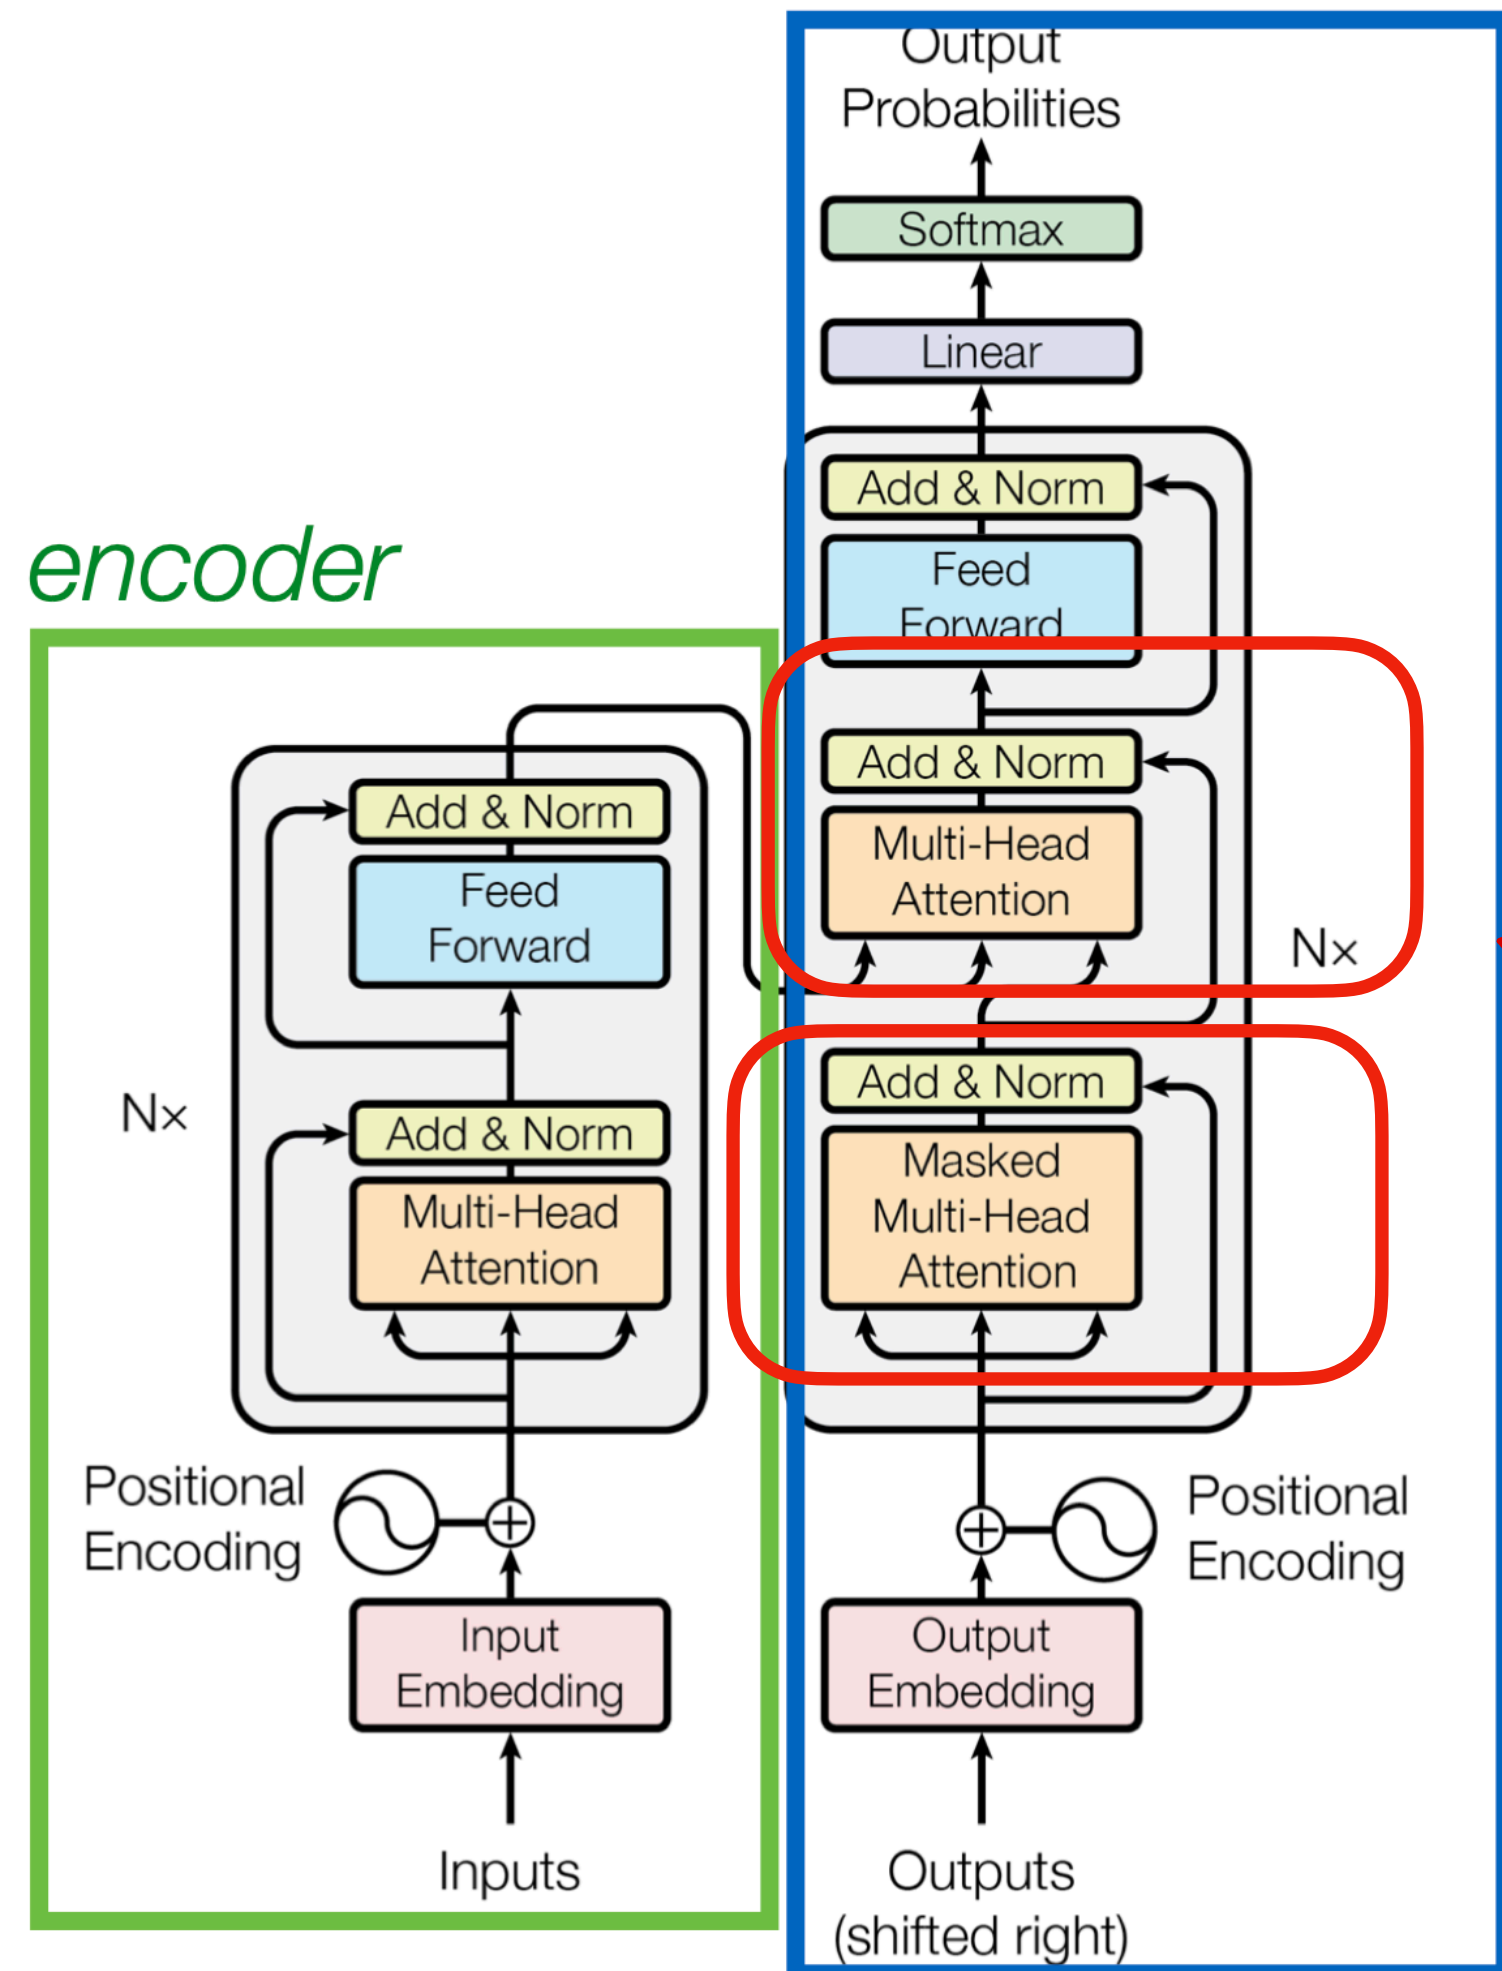 encoder
Add & Norm
Feed
Forward
Nx
Add & Norm
Multi-Head
Attention
Positional
Encoding
Input
Embedding
Inputs
Output
Probabilities
Softmax
Linear
Add & Norm
Feed
Forward
Add & Norm
Multi-Head
Attention
Nx
Add & Norm
Masked
Multi-Head
Attention
Positional
Encoding
Output
Embedding
Outputs
(shifted right)